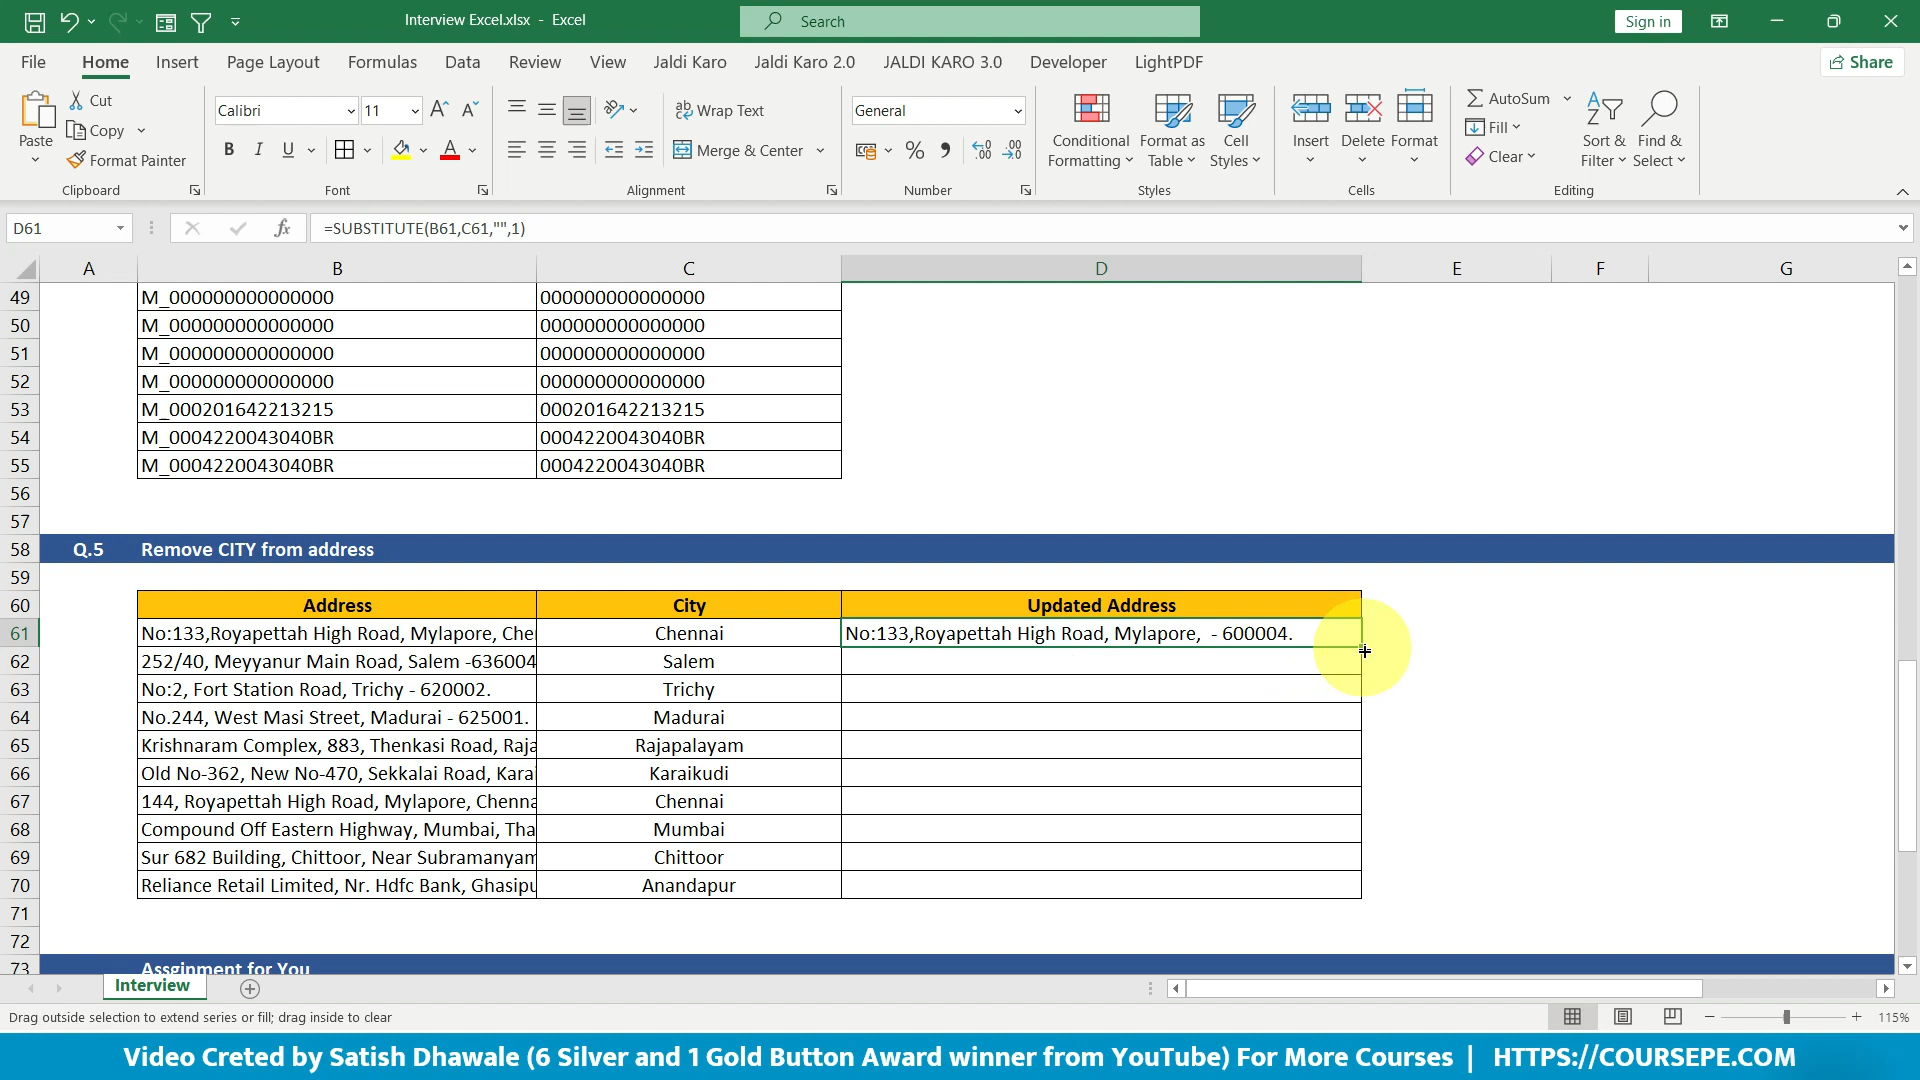 Interview Excel.xlsx - Excel
Search
Sign in
File Home Insert Page Layout Formulas Data Review View Jaldi Karo Jaldi Karo 2.0 JALDI KARO 3.0 Developer LightPDF Share
Paste
Cut
Copy
Format Painter
Clipboard
Calibri 11
B I U
Font
Wrap Text
Merge & Center
Alignment
General
Number
Conditional Formatting
Format as Table
Cell Styles
Styles
Insert Delete Format
Cells
AutoSum
Fill
Clear
Sort & Filter
Find & Select
Editing
D61 fx =SUBSTITUTE(B61,C61,"",1)
A B C D E F G
49 M_000000000000000 000000000000000
50 M_000000000000000 000000000000000
51 M_000000000000000 000000000000000
52 M_000000000000000 000000000000000
53 M_000201642213215 000201642213215
54 M_0004220043040BR 0004220043040BR
55 M_0004220043040BR 0004220043040BR
56
57
58 Q.5 Remove CITY from address
59
60 Address City Updated Address
61 No:133,Royapettah High Road, Mylapore, Che Chennai No:133,Royapettah High Road, Mylapore,  - 600004.
62 252/40, Meyyanur Main Road, Salem -636004 Salem
63 No:2, Fort Station Road, Trichy - 620002. Trichy
64 No.244, West Masi Street, Madurai - 625001. Madurai
65 Krishnaram Complex, 883, Thenkasi Road, Raja Rajapalayam
66 Old No-362, New No-470, Sekkalai Road, Karai Karaikudi
67 144, Royapettah High Road, Mylapore, Chenna Chennai
68 Compound Off Eastern Highway, Mumbai, Tha Mumbai
69 Sur 682 Building, Chittoor, Near Subramanyam Chittoor
70 Reliance Retail Limited, Nr. Hdfc Bank, Ghasipu Anandapur
71
72
73 Assginment for You
Interview
Drag outside selection to extend series or fill; drag inside to clear
115%
Video Creted by Satish Dhawale (6 Silver and 1 Gold Button Award winner from YouTube) For More Courses | HTTPS://COURSEPE.COM